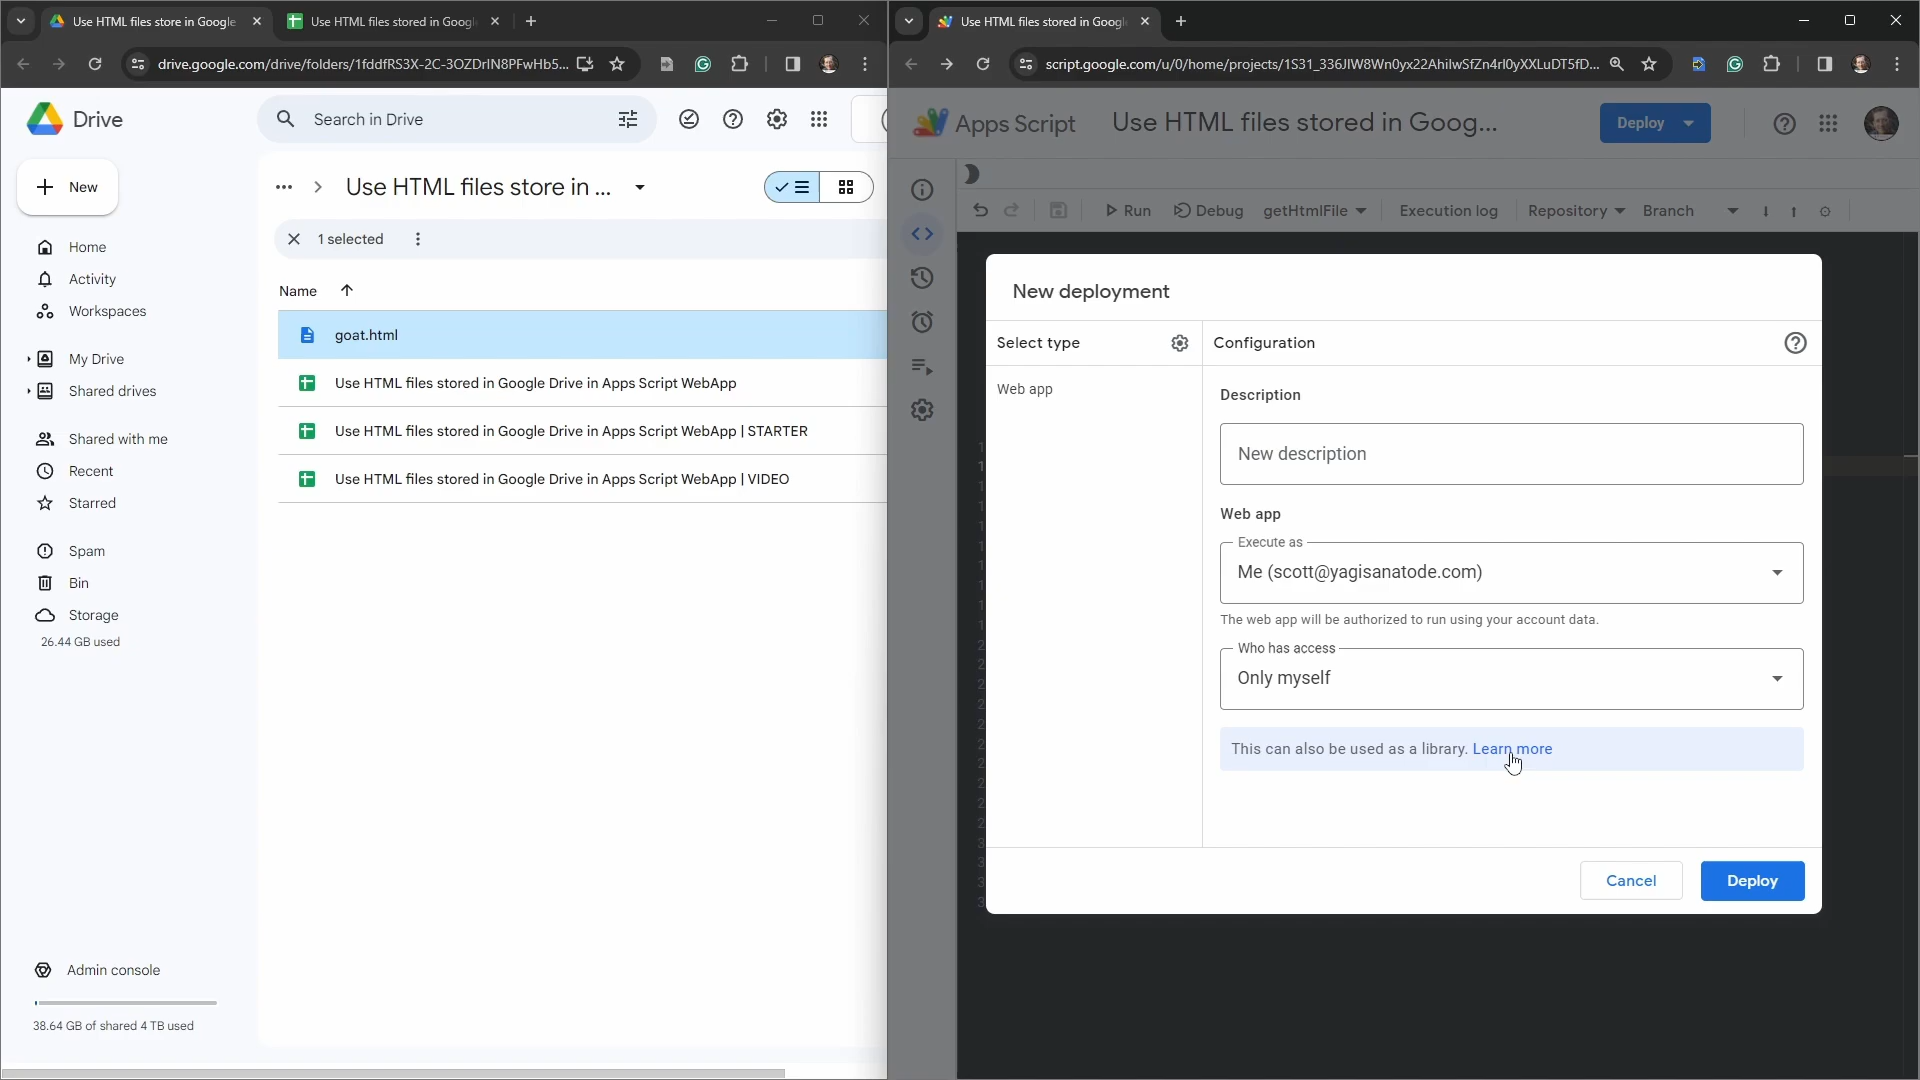 Use HTML files store in Google
Use HTML files stored in Googl
drive.google.com/drive/folders/1fddfRS3X-2C-3OZDrIN8PFwHb5...
Drive
Search in Drive
New
Use HTML files store in ...
1 selected
Home
Activity
Workspaces
My Drive
Shared drives
Shared with me
Recent
Starred
Spam
Bin
Storage
26.44 GB used
Admin console
38.64 GB of shared 4 TB used
Name
goat.html
Use HTML files stored in Google Drive in Apps Script WebApp
Use HTML files stored in Google Drive in Apps Script WebApp | STARTER
Use HTML files stored in Google Drive in Apps Script WebApp | VIDEO
Use HTML files stored in Googl
script.google.com/u/0/home/projects/1S31_336JIW8Wn0yx22AhilwSfZn4rl0yXXLuDT5fD...
Apps Script
Use HTML files stored in Goog...
Deploy
Run
Debug
getHtmlFile
Execution log
Repository
Branch
New deployment
Select type
Web app
Configuration
Description
New description
Web app
Execute as
Me (scott@yagisanatode.com)
The web app will be authorized to run using your account data.
Who has access
Only myself
This can also be used as a library. Learn more
Cancel
Deploy